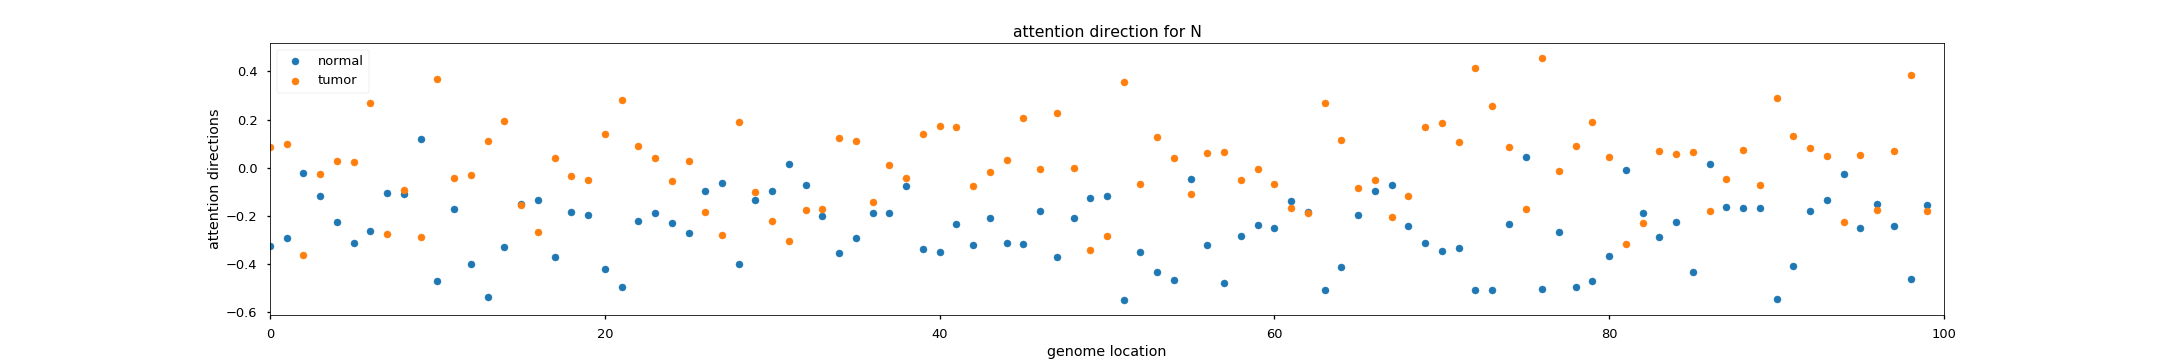 attention direction for N
normal
tumor
attention directions
0.4
0.2
0.0
−0.2
−0.4
−0.6
0 20 40 60 80 100
genome location